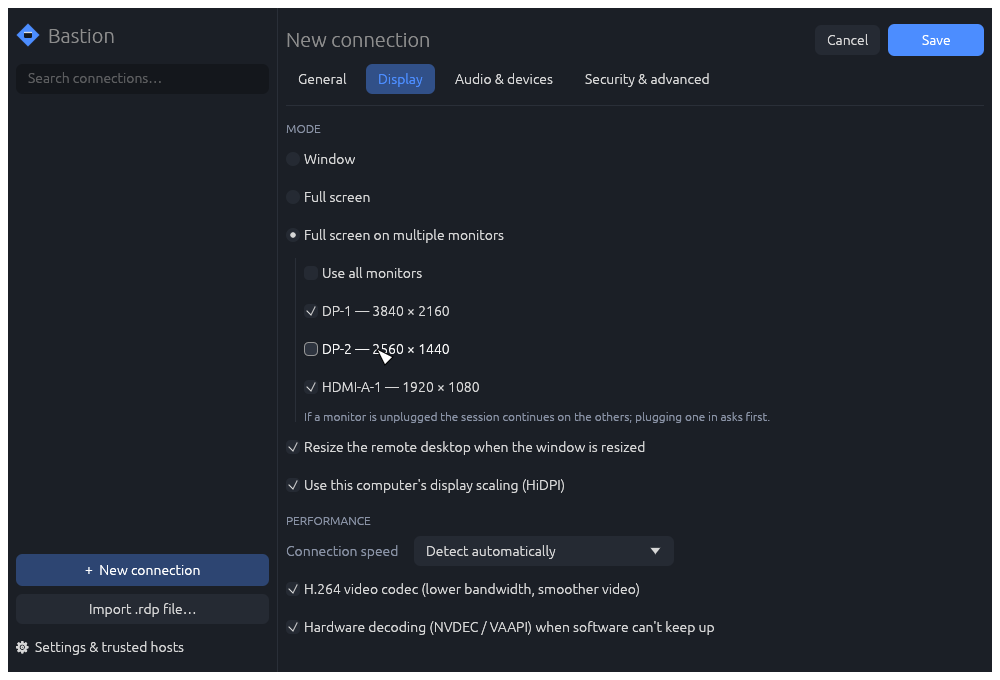 Bastion
Search connections…
+ New connection
Import .rdp file…
Settings & trusted hosts
New connection
Cancel
Save
General
Display
Audio & devices
Security & advanced
MODE
Window
Full screen
Full screen on multiple monitors
Use all monitors
DP-1 — 3840 × 2160
DP-2 — 2560 × 1440
HDMI-A-1 — 1920 × 1080
If a monitor is unplugged the session continues on the others; plugging one in asks first.
Resize the remote desktop when the window is resized
Use this computer's display scaling (HiDPI)
PERFORMANCE
Connection speed
Detect automatically
H.264 video codec (lower bandwidth, smoother video)
Hardware decoding (NVDEC / VAAPI) when software can't keep up